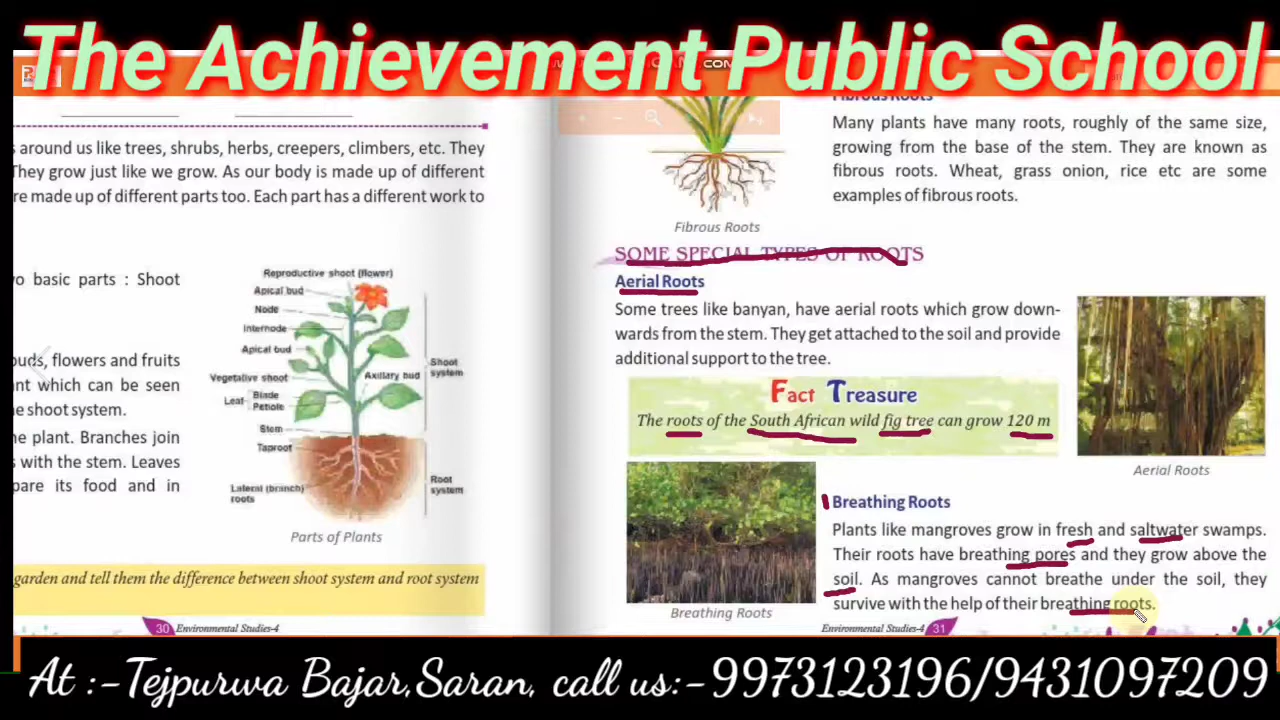 The Achievement Public School
s around us like trees, shrubs, herbs, creepers, climbers, etc. They
They grow just like we grow. As our body is made up of different
re made up of different parts too. Each part has a different work to
o basic parts : Shoot
buds, flowers and fruits
nt which can be seen
e shoot system.
he plant. Branches join
s with the stem. Leaves
pare its food and in
Reproductive shoot (flower)
Apical bud
Node
Internode
Apical bud
Vegetative shoot
Axillary bud
Leaf
Blade
Petiole
Stem
Taproot
Lateral (branch)
roots
Shoot
system
Root
system
Parts of Plants
garden and tell them the difference between shoot system and root system
30 Environmental Studies-4
Fibrous Roots
Many plants have many roots, roughly of the same size,
growing from the base of the stem. They are known as
fibrous roots. Wheat, grass onion, rice etc are some
examples of fibrous roots.
Fibrous Roots
SOME SPECIAL TYPES OF ROOTS
Aerial Roots
Some trees like banyan, have aerial roots which grow down-
wards from the stem. They get attached to the soil and provide
additional support to the tree.
Fact Treasure
The roots of the South African wild fig tree can grow 120 m
Aerial Roots
Breathing Roots
Plants like mangroves grow in fresh and saltwater swamps.
Their roots have breathing pores and they grow above the
soil. As mangroves cannot breathe under the soil, they
survive with the help of their breathing roots.
Breathing Roots
Environmental Studies-4 31
At :-Tejpurwa Bajar,Saran, call us:-9973123196/9431097209